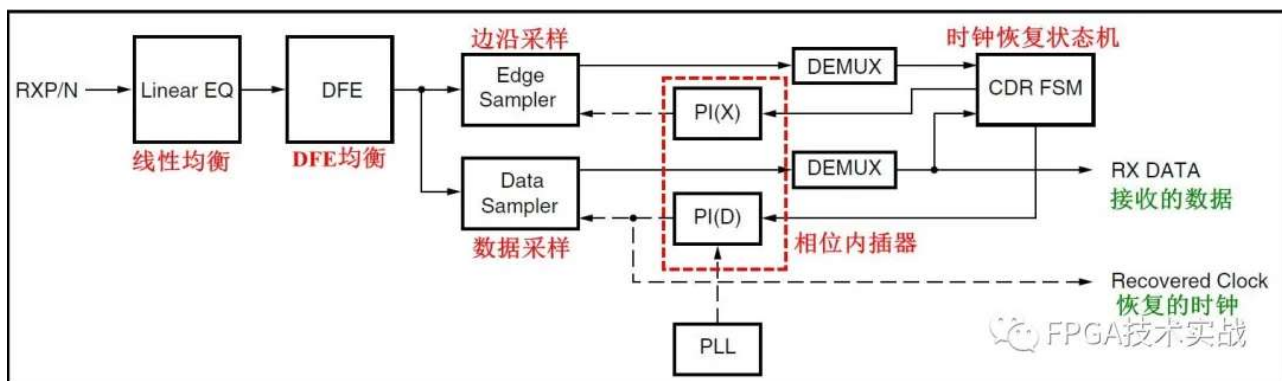 边沿采样
时钟恢复状态机
RXP/N
Linear EQ
线性均衡
DFE
DFE均衡
Edge
Sampler
DEMUX
CDR FSM
PI(X)
Data
Sampler
数据采样
DEMUX
PI(D)
相位内插器
RX DATA
接收的数据
Recovered Clock
恢复的时钟
PLL
FPGA技术实战